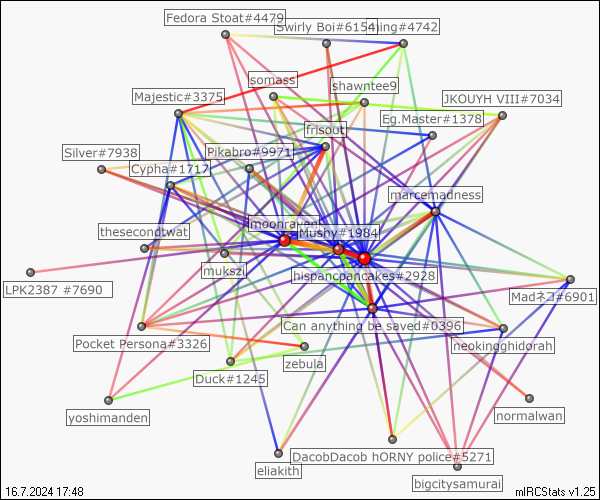 Fedora Stoat#4479
Swirly Boi#6154
ning#4742
somass
shawntee9
Majestic#3375
JKOUYH VIII#7034
Eg.Master#1378
frisout
Silver#7938
Pikabro#9971
Cypha#1717
marcemadness
moonraven
Mushy#1984
thesecondtwat
mukszii
hispancpancakes#2928
LPK2387 #7690
Madネコ#6901
Can anything be saved#0396
Pocket Persona#3326
neokingghidorah
zebula
Duck#1245
yoshimanden
normalwan
DacobDacob hORNY police#5271
eliakith
bigcitysamurai
16.7.2024 17:48
mIRCStats v1.25